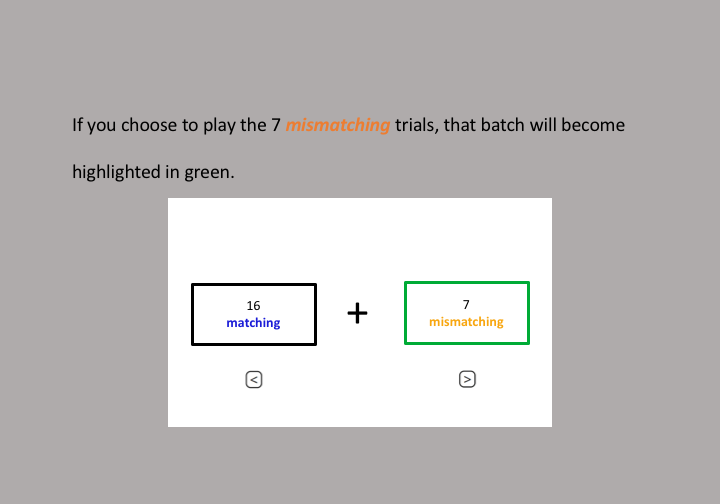 If you choose to play the 7 mismatching trials, that batch will become
highlighted in green.
16
matching
+
7
mismatching
<
>